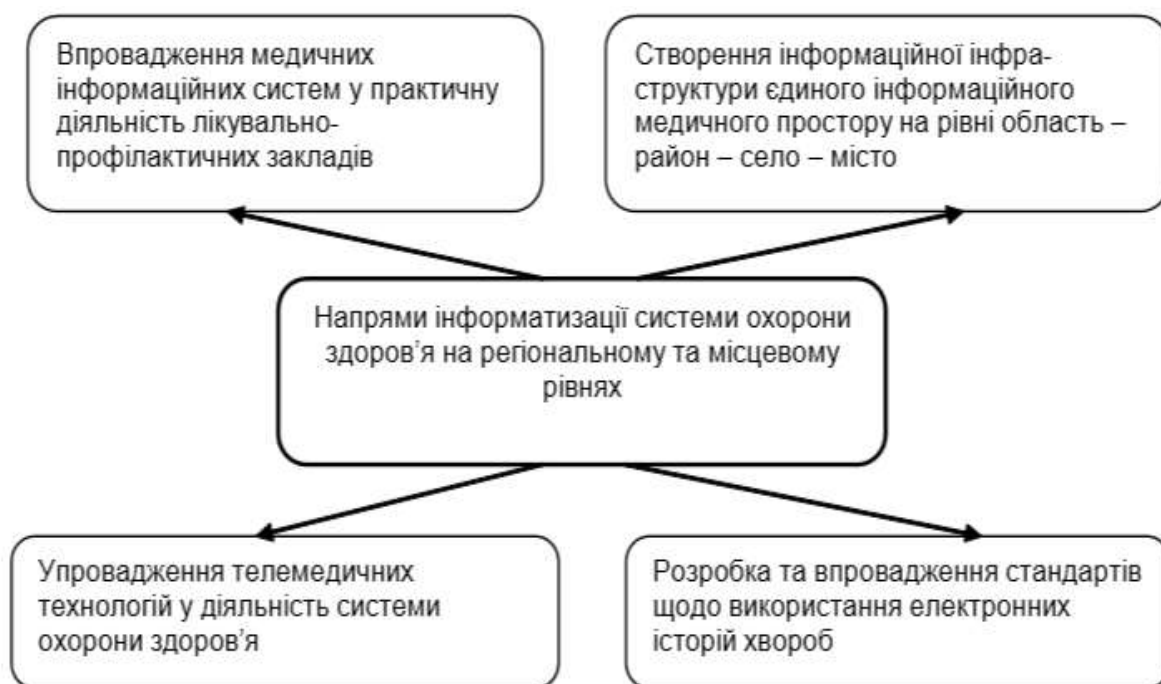 Впровадження медичних
інформаційних систем у практичну
діяльність лікувально-
профілактичних закладів
Створення інформаційної інфра-
структури єдиного інформаційного
медичного простору на рівні область –
район – село – місто
Напрями інформатизації системи охорони
здоров’я на регіональному та місцевому
рівнях
Упровадження телемедичних
технологій у діяльність системи
охорони здоров’я
Розробка та впровадження стандартів
щодо використання електронних
історій хвороб